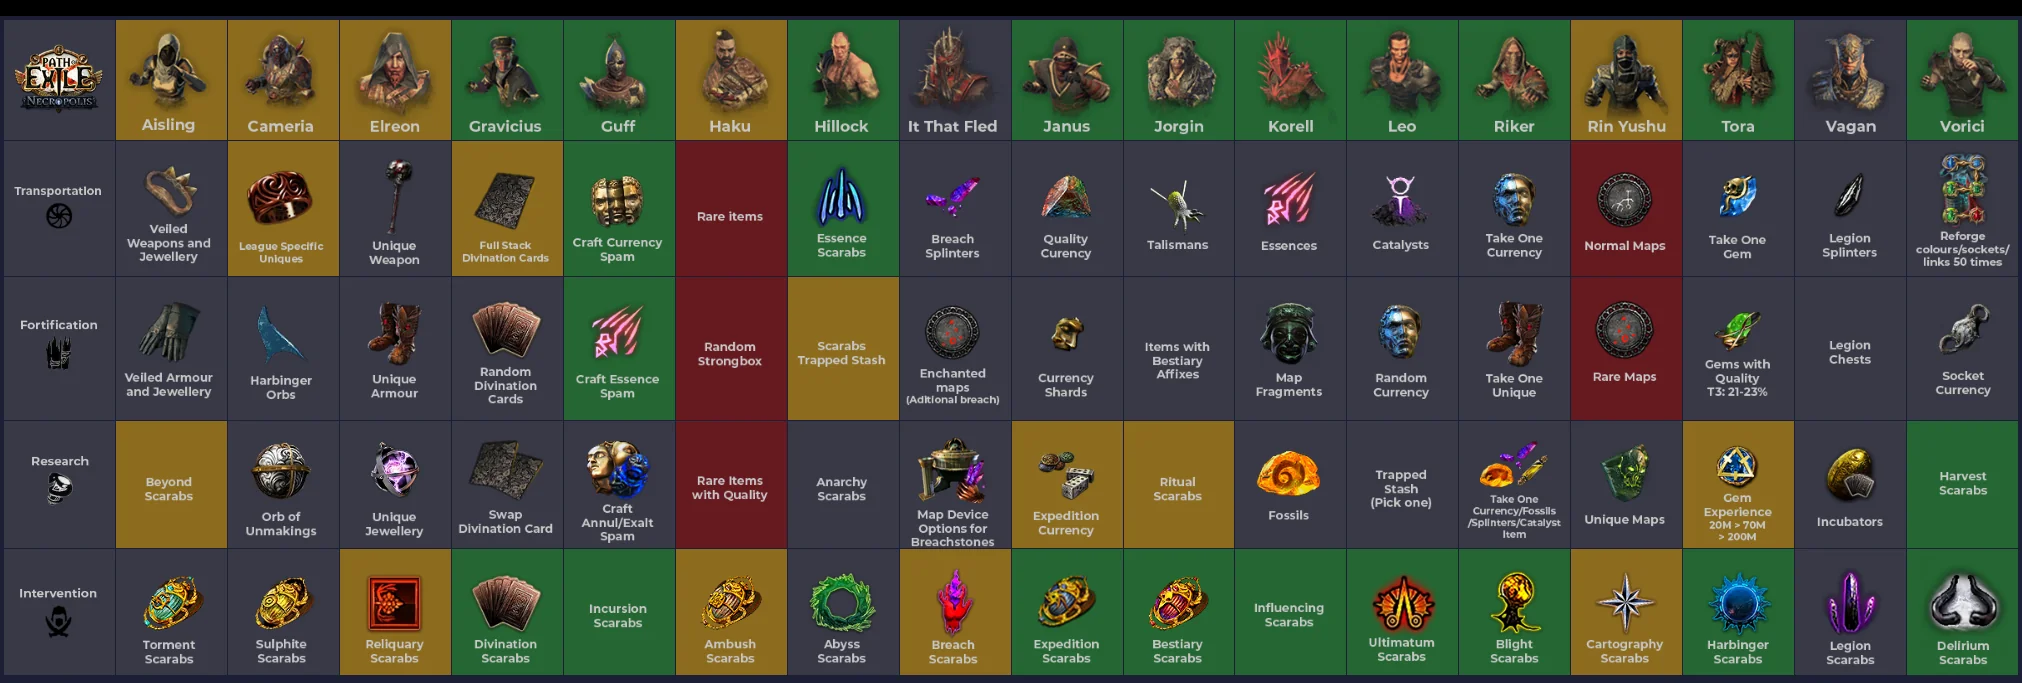 PATH OF
EXILE
NECROPOLIS
Aisling
Cameria
Elreon
Gravicius
Guff
Haku
Hillock
It That Fled
Janus
Jorgin
Korell
Leo
Riker
Rin Yushu
Tora
Vagan
Vorici
Transportation
Veiled
Weapons and
Jewellery
League Specific
Uniques
Unique
Weapon
Full Stack
Divination Cards
Craft Currency
Spam
Rare items
Essence
Scarabs
Breach
Splinters
Quality
Curency
Talismans
Essences
Catalysts
Take One
Currency
Normal Maps
Take One
Gem
Legion
Splinters
Reforge
colours/sockets/
links 50 times
Fortification
Veiled Armour
and Jewellery
Harbinger
Orbs
Unique
Armour
Random
Divination
Cards
Craft Essence
Spam
Random
Strongbox
Scarabs
Trapped Stash
Enchanted
maps
(Aditional breach)
Currency
Shards
Items with
Bestiary
Affixes
Map
Fragments
Random
Currency
Take One
Unique
Rare Maps
Gems with
Quality
T3: 21-23%
Legion
Chests
Socket
Currency
Research
Beyond
Scarabs
Orb of
Unmakings
Unique
Jewellery
Swap
Divination Card
Craft
Annul/Exalt
Spam
Rare Items
with Quality
Anarchy
Scarabs
Map Device
Options for
Breachstones
Expedition
Currency
Ritual
Scarabs
Fossils
Trapped
Stash
(Pick one)
Take One
Currency/Fossils
/Splinters/Catalyst
Item
Unique Maps
Gem
Experience
20M > 70M
> 200M
Incubators
Harvest
Scarabs
Intervention
Torment
Scarabs
Sulphite
Scarabs
Reliquary
Scarabs
Divination
Scarabs
Incursion
Scarabs
Ambush
Scarabs
Abyss
Scarabs
Breach
Scarabs
Expedition
Scarabs
Bestiary
Scarabs
Influencing
Scarabs
Ultimatum
Scarabs
Blight
Scarabs
Cartography
Scarabs
Harbinger
Scarabs
Legion
Scarabs
Delirium
Scarabs